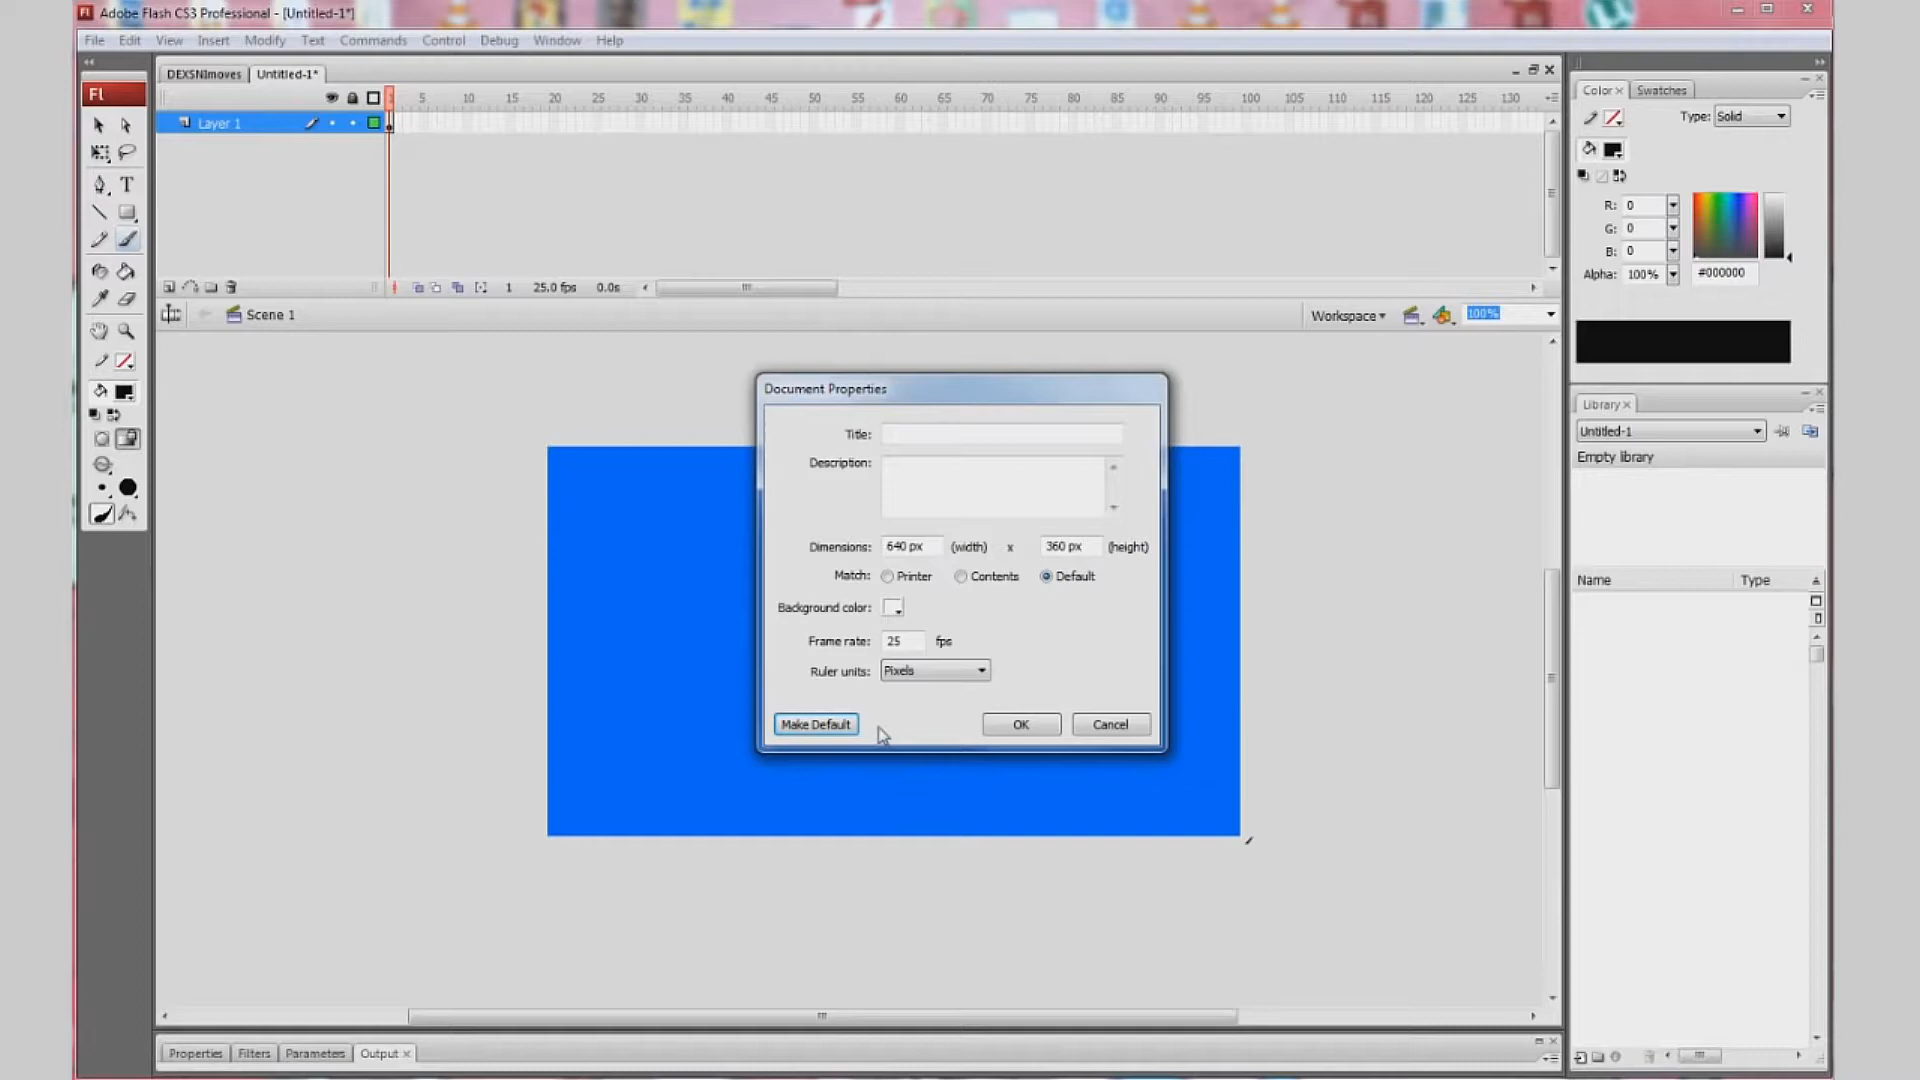 Adobe Flash CS3 Professional - [Untitled-1*]
File Edit View Insert Modify Text Commands Control Debug Window Help
DEXSNImoves Untitled-1*
Fl
5 10 15 20 25 30 35 40 45 50 55 60 65 70 75 80 85 90 95 100 105 110 115 120 125 130
Layer 1
T
1 25.0 fps 0.0s
Scene 1
Workspace 100%
Color Swatches
Type: Solid
R: 0
G: 0
B: 0
Alpha: 100% #000000
Library
Untitled-1
Empty library
Name Type
Document Properties
Title:
Description:
Dimensions: 640 px (width) x 360 px (height)
Match: Printer Contents Default
Background color:
Frame rate: 25 fps
Ruler units: Pixels
Make Default OK Cancel
Properties Filters Parameters Output